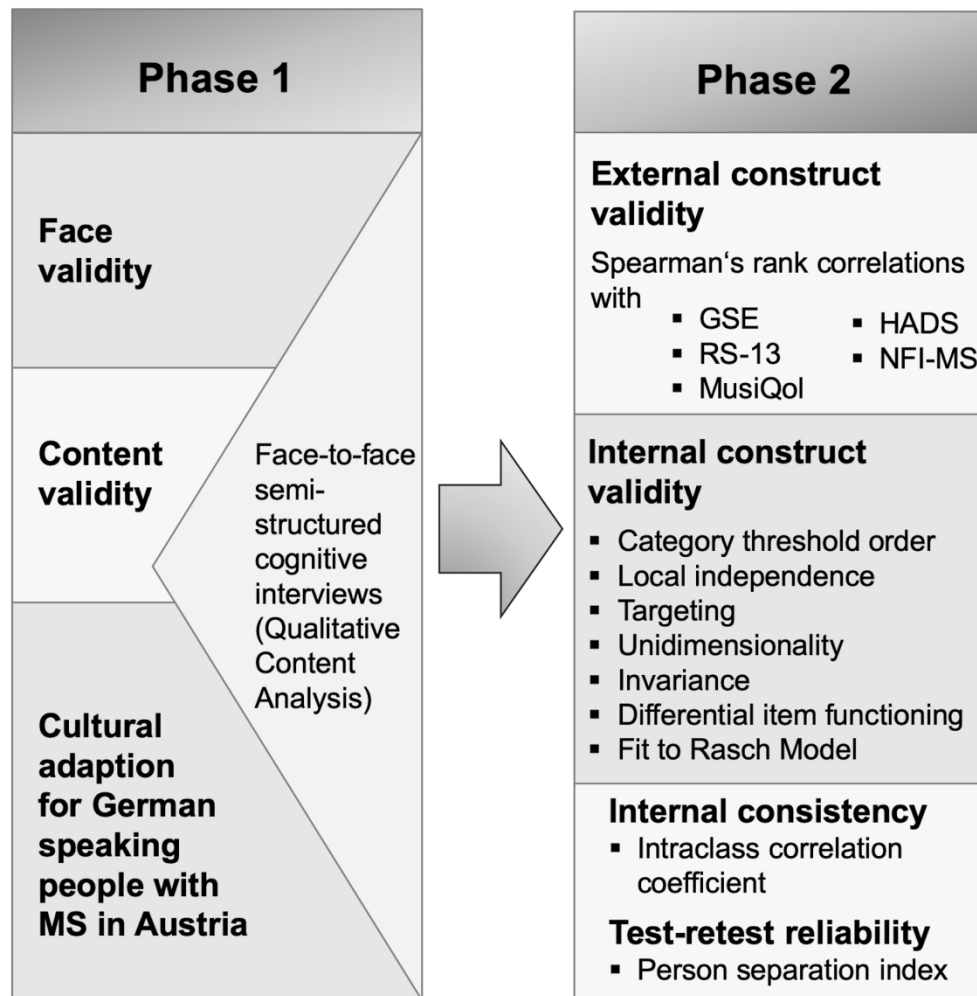 Phase 1
Face
validity
Content
validity
Cultural
adaption
for German
speaking
people with
MS in Austria
Face-to-face
semi-
structured
cognitive
interviews
(Qualitative
Content
Analysis)
Phase 2
External construct
validity
Spearman‘s rank correlations
with
▪ GSE
▪ RS-13
▪ MusiQol
▪ HADS
▪ NFI-MS
Internal construct
validity
▪ Category threshold order
▪ Local independence
▪ Targeting
▪ Unidimensionality
▪ Invariance
▪ Differential item functioning
▪ Fit to Rasch Model
Internal consistency
▪ Intraclass correlation
coefficient
Test-retest reliability
▪ Person separation index